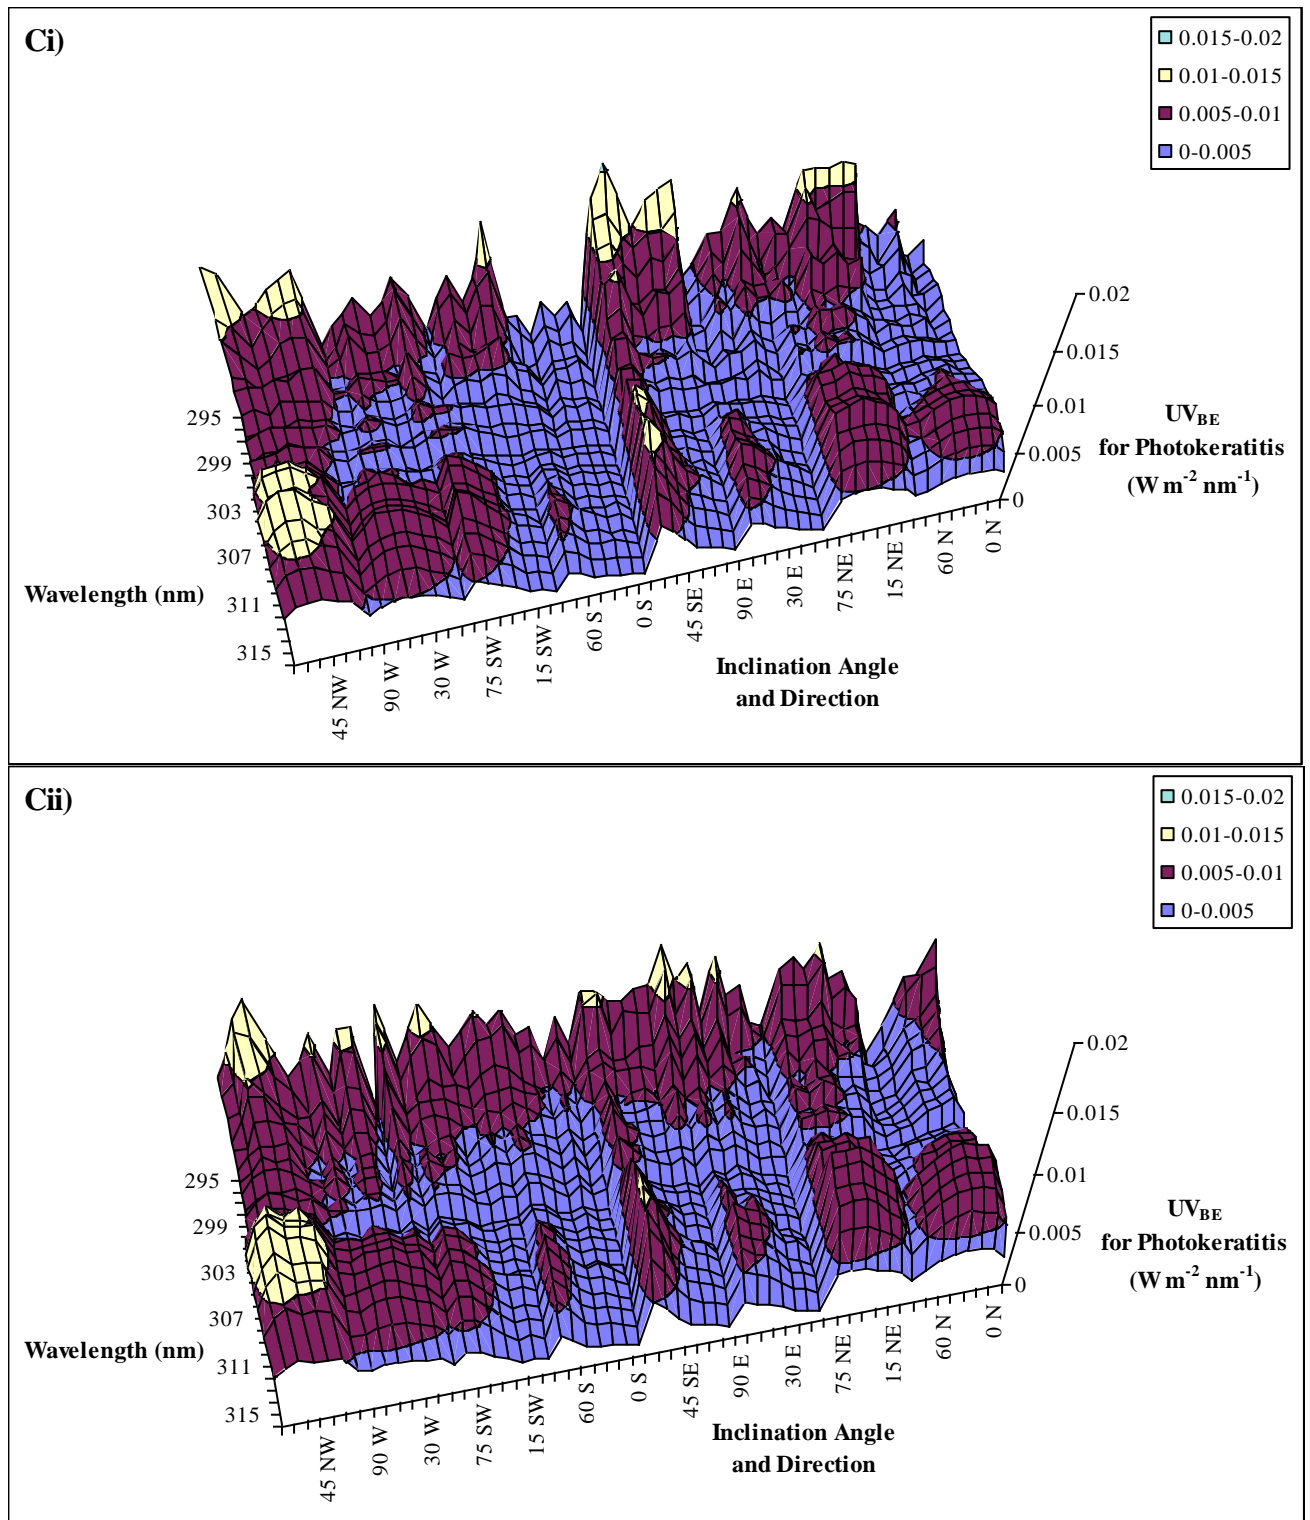 Ci)
0.015-0.02
0.01-0.015
0.005-0.01
0-0.005
0.02
0.015
0.01
0.005
0
UV_BE
for Photokeratitis
(W m⁻² nm⁻¹)
295
299
303
307
311
315
Wavelength (nm)
45 NW
90 W
30 W
75 SW
15 SW
60 S
0 S
45 SE
90 E
30 E
75 NE
15 NE
60 N
0 N
Inclination Angle
and Direction
Cii)
0.015-0.02
0.01-0.015
0.005-0.01
0-0.005
0.02
0.015
0.01
0.005
0
UV_BE
for Photokeratitis
(W m⁻² nm⁻¹)
295
299
303
307
311
315
Wavelength (nm)
45 NW
90 W
30 W
75 SW
15 SW
60 S
0 S
45 SE
90 E
30 E
75 NE
15 NE
60 N
0 N
Inclination Angle
and Direction